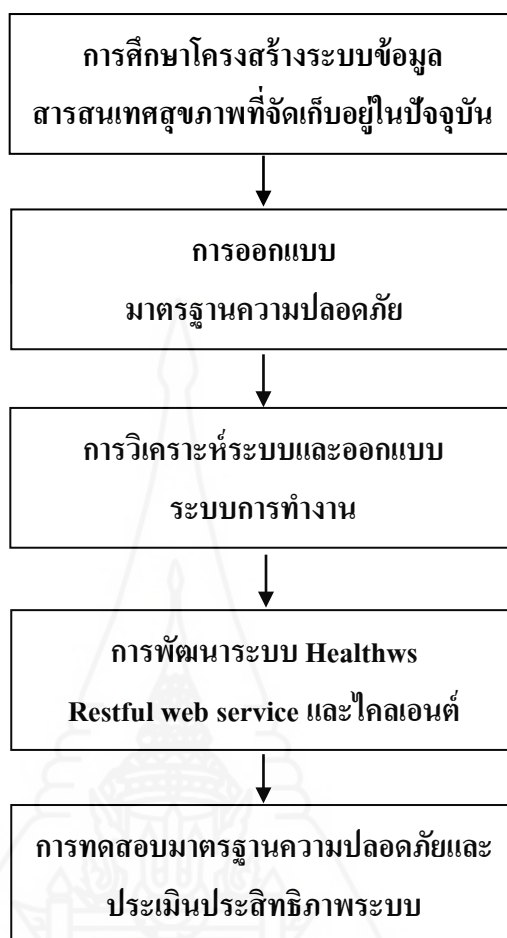 การศึกษาโครงสร้างระบบข้อมูล
สารสนเทศสุขภาพที่จัดเก็บอยู่ในปัจจุบัน
การออกแบบ
มาตรฐานความปลอดภัย
การวิเคราะห์ระบบและออกแบบ
ระบบการทำงาน
การพัฒนาระบบ Healthws
Restful web service และไคลเอนต์
การทดสอบมาตรฐานความปลอดภัยและ
ประเมินประสิทธิภาพระบบ